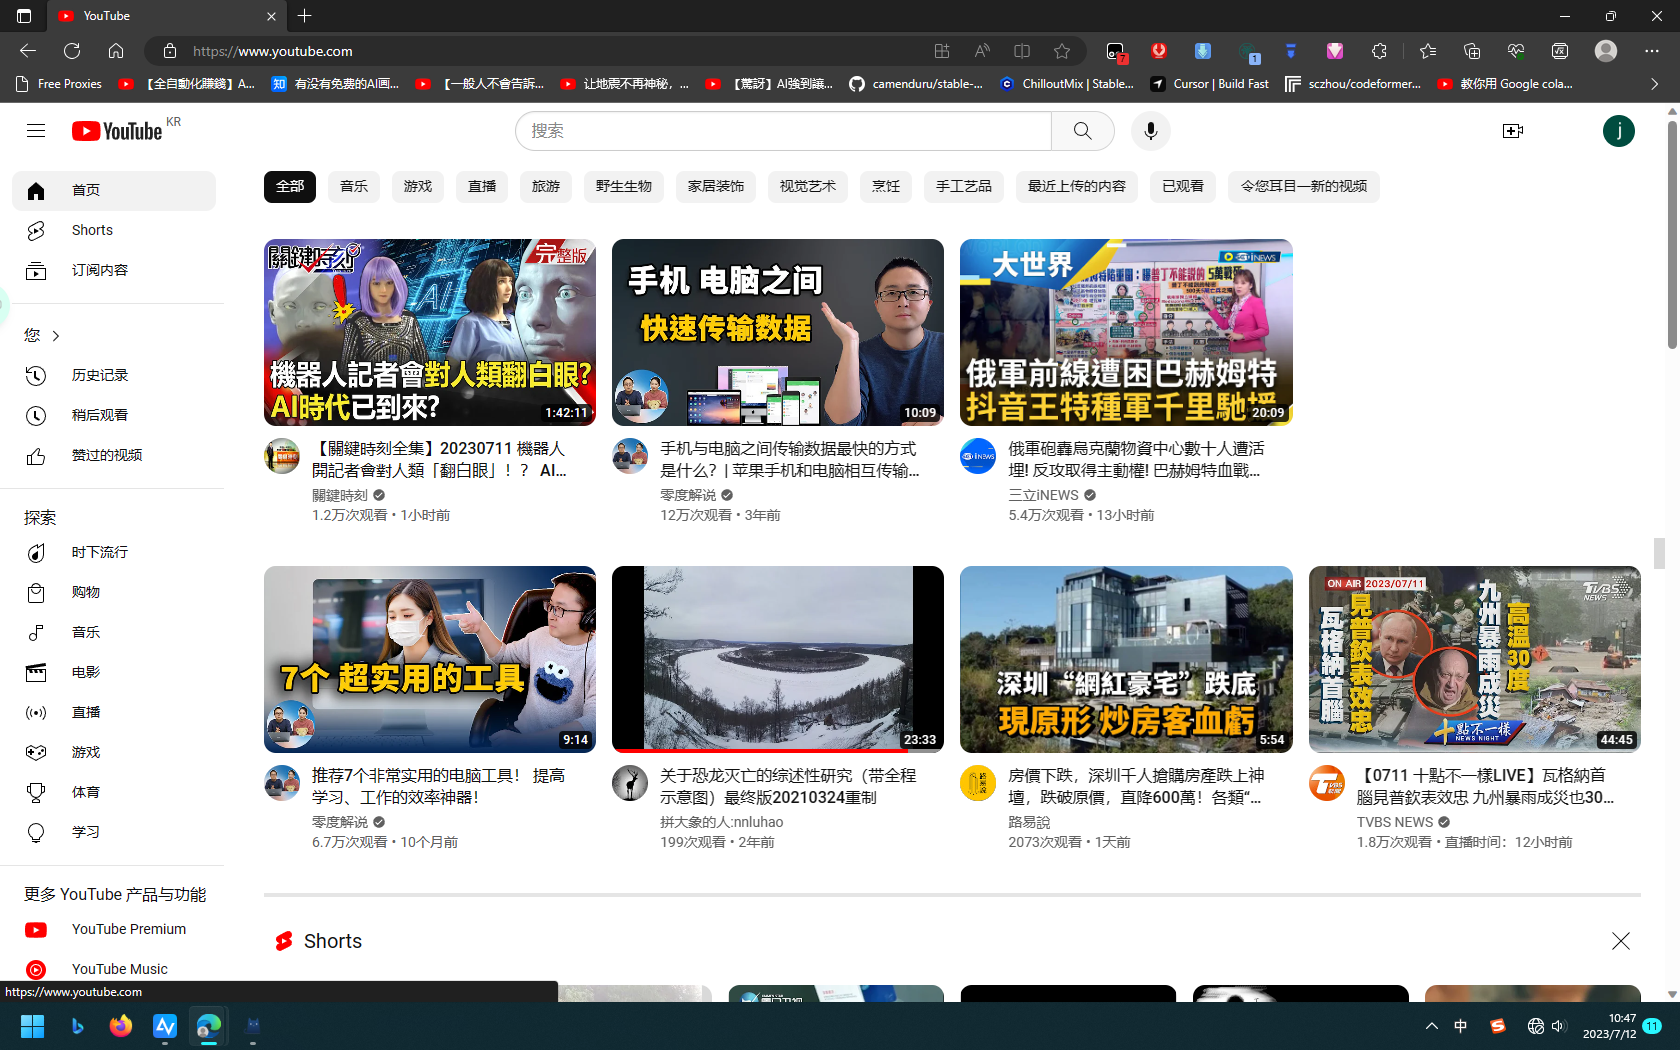 YouTube
https://www.youtube.com
7
1
Free Proxies
【全自動化賺錢】A...
知 有没有免费的AI画...
【一般人不會告訴...
让地震不再神秘，...
【驚訝】AI強到讓...
camenduru/stable-...
ChilloutMix | Stable...
Cursor | Build Fast
sczhou/codeformer...
教你用 Google cola...
YouTube KR
搜索
j
首页
Shorts
订阅内容
您
历史记录
稍后观看
赞过的视频
探索
时下流行
购物
音乐
电影
直播
游戏
体育
学习
更多 YouTube 产品与功能
YouTube Premium
YouTube Music
https://www.youtube.com
全部
音乐
游戏
直播
旅游
野生生物
家居装饰
视觉艺术
烹饪
手工艺品
最近上传的内容
已观看
令您耳目一新的视频
關鍵時刻
完整版
AI
機器人記者會對人類翻白眼?
AI時代已到來?
1:42:11
【關鍵時刻全集】20230711 機器人
開記者會對人類「翻白眼」！？ AI...
關鍵時刻
1.2万次观看 • 1小时前
手机 电脑之间
快速传输数据
10:09
手机与电脑之间传输数据最快的方式
是什么？| 苹果手机和电脑相互传输...
零度解说
12万次观看 • 3年前
大世界
iNEWS
俄軍前線遭困巴赫姆特
抖音王特種軍千里馳援
20:09
俄軍砲轟烏克蘭物資中心數十人遭活
埋! 反攻取得主動權! 巴赫姆特血戰...
三立iNEWS
5.4万次观看 • 13小时前
7个 超实用的工具
9:14
推荐7个非常实用的电脑工具！ 提高
学习、工作的效率神器！
零度解说
6.7万次观看 • 10个月前
23:33
关于恐龙灭亡的综述性研究（带全程
示意图）最终版20210324重制
拼大象的人:nnluhao
199次观看 • 2年前
深圳“網紅豪宅”跌底
現原形 炒房客血虧
5:54
房價下跌，深圳千人搶購房產跌上神
壇，跌破原價，直降600萬！各類“...
路易說
2073次观看 • 1天前
ON AIR 2023/07/11
TVBS NEWS
瓦格納首腦
見普欽表效忠
九州暴雨成災
高溫30度
十點不一樣
NEWS NIGHT
44:45
【0711 十點不一樣LIVE】瓦格納首
腦見普欽表效忠 九州暴雨成災也30...
TVBS NEWS
1.8万次观看 • 直播时间：12小时前
Shorts
中
10:47
2023/7/12
11